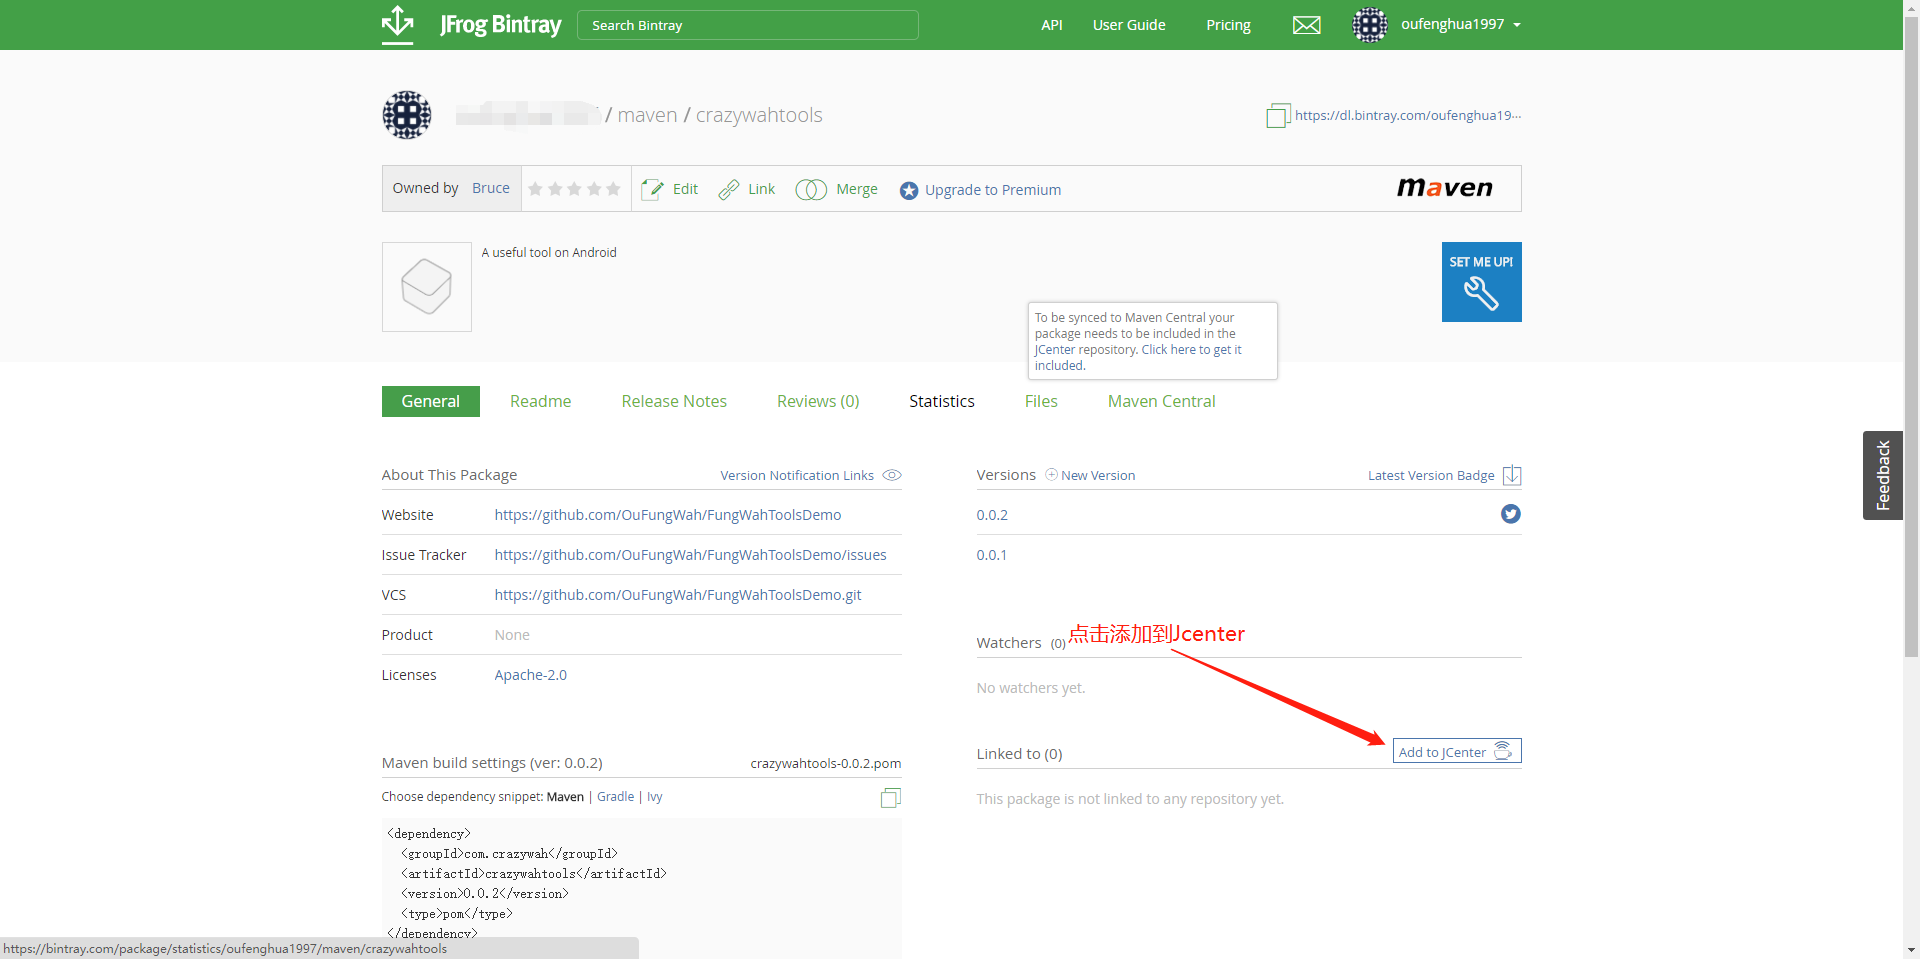 JFrog Bintray
Search Bintray
API
User Guide
Pricing
oufenghua1997
/ maven / crazywahtools
https://dl.bintray.com/oufenghua19···
Owned by Bruce
Edit
Link
Merge
Upgrade to Premium
maven
A useful tool on Android
SET ME UP!
To be synced to Maven Central your
package needs to be included in the
JCenter repository. Click here to get it
included.
General
Readme
Release Notes
Reviews (0)
Statistics
Files
Maven Central
Feedback
About This Package
Version Notification Links
Website https://github.com/OuFungWah/FungWahToolsDemo
Issue Tracker https://github.com/OuFungWah/FungWahToolsDemo/issues
VCS https://github.com/OuFungWah/FungWahToolsDemo.git
Product None
Licenses Apache-2.0
Versions New Version
Latest Version Badge
0.0.2
0.0.1
Watchers (0)
点击添加到Jcenter
No watchers yet.
Linked to (0)
Add to JCenter
This package is not linked to any repository yet.
Maven build settings (ver: 0.0.2)
crazywahtools-0.0.2.pom
Choose dependency snippet: Maven | Gradle | Ivy
<dependency>
<groupId>com.crazywah</groupId>
<artifactId>crazywahtools</artifactId>
<version>0.0.2</version>
<type>pom</type>
</dependency>
https://bintray.com/package/statistics/oufenghua1997/maven/crazywahtools